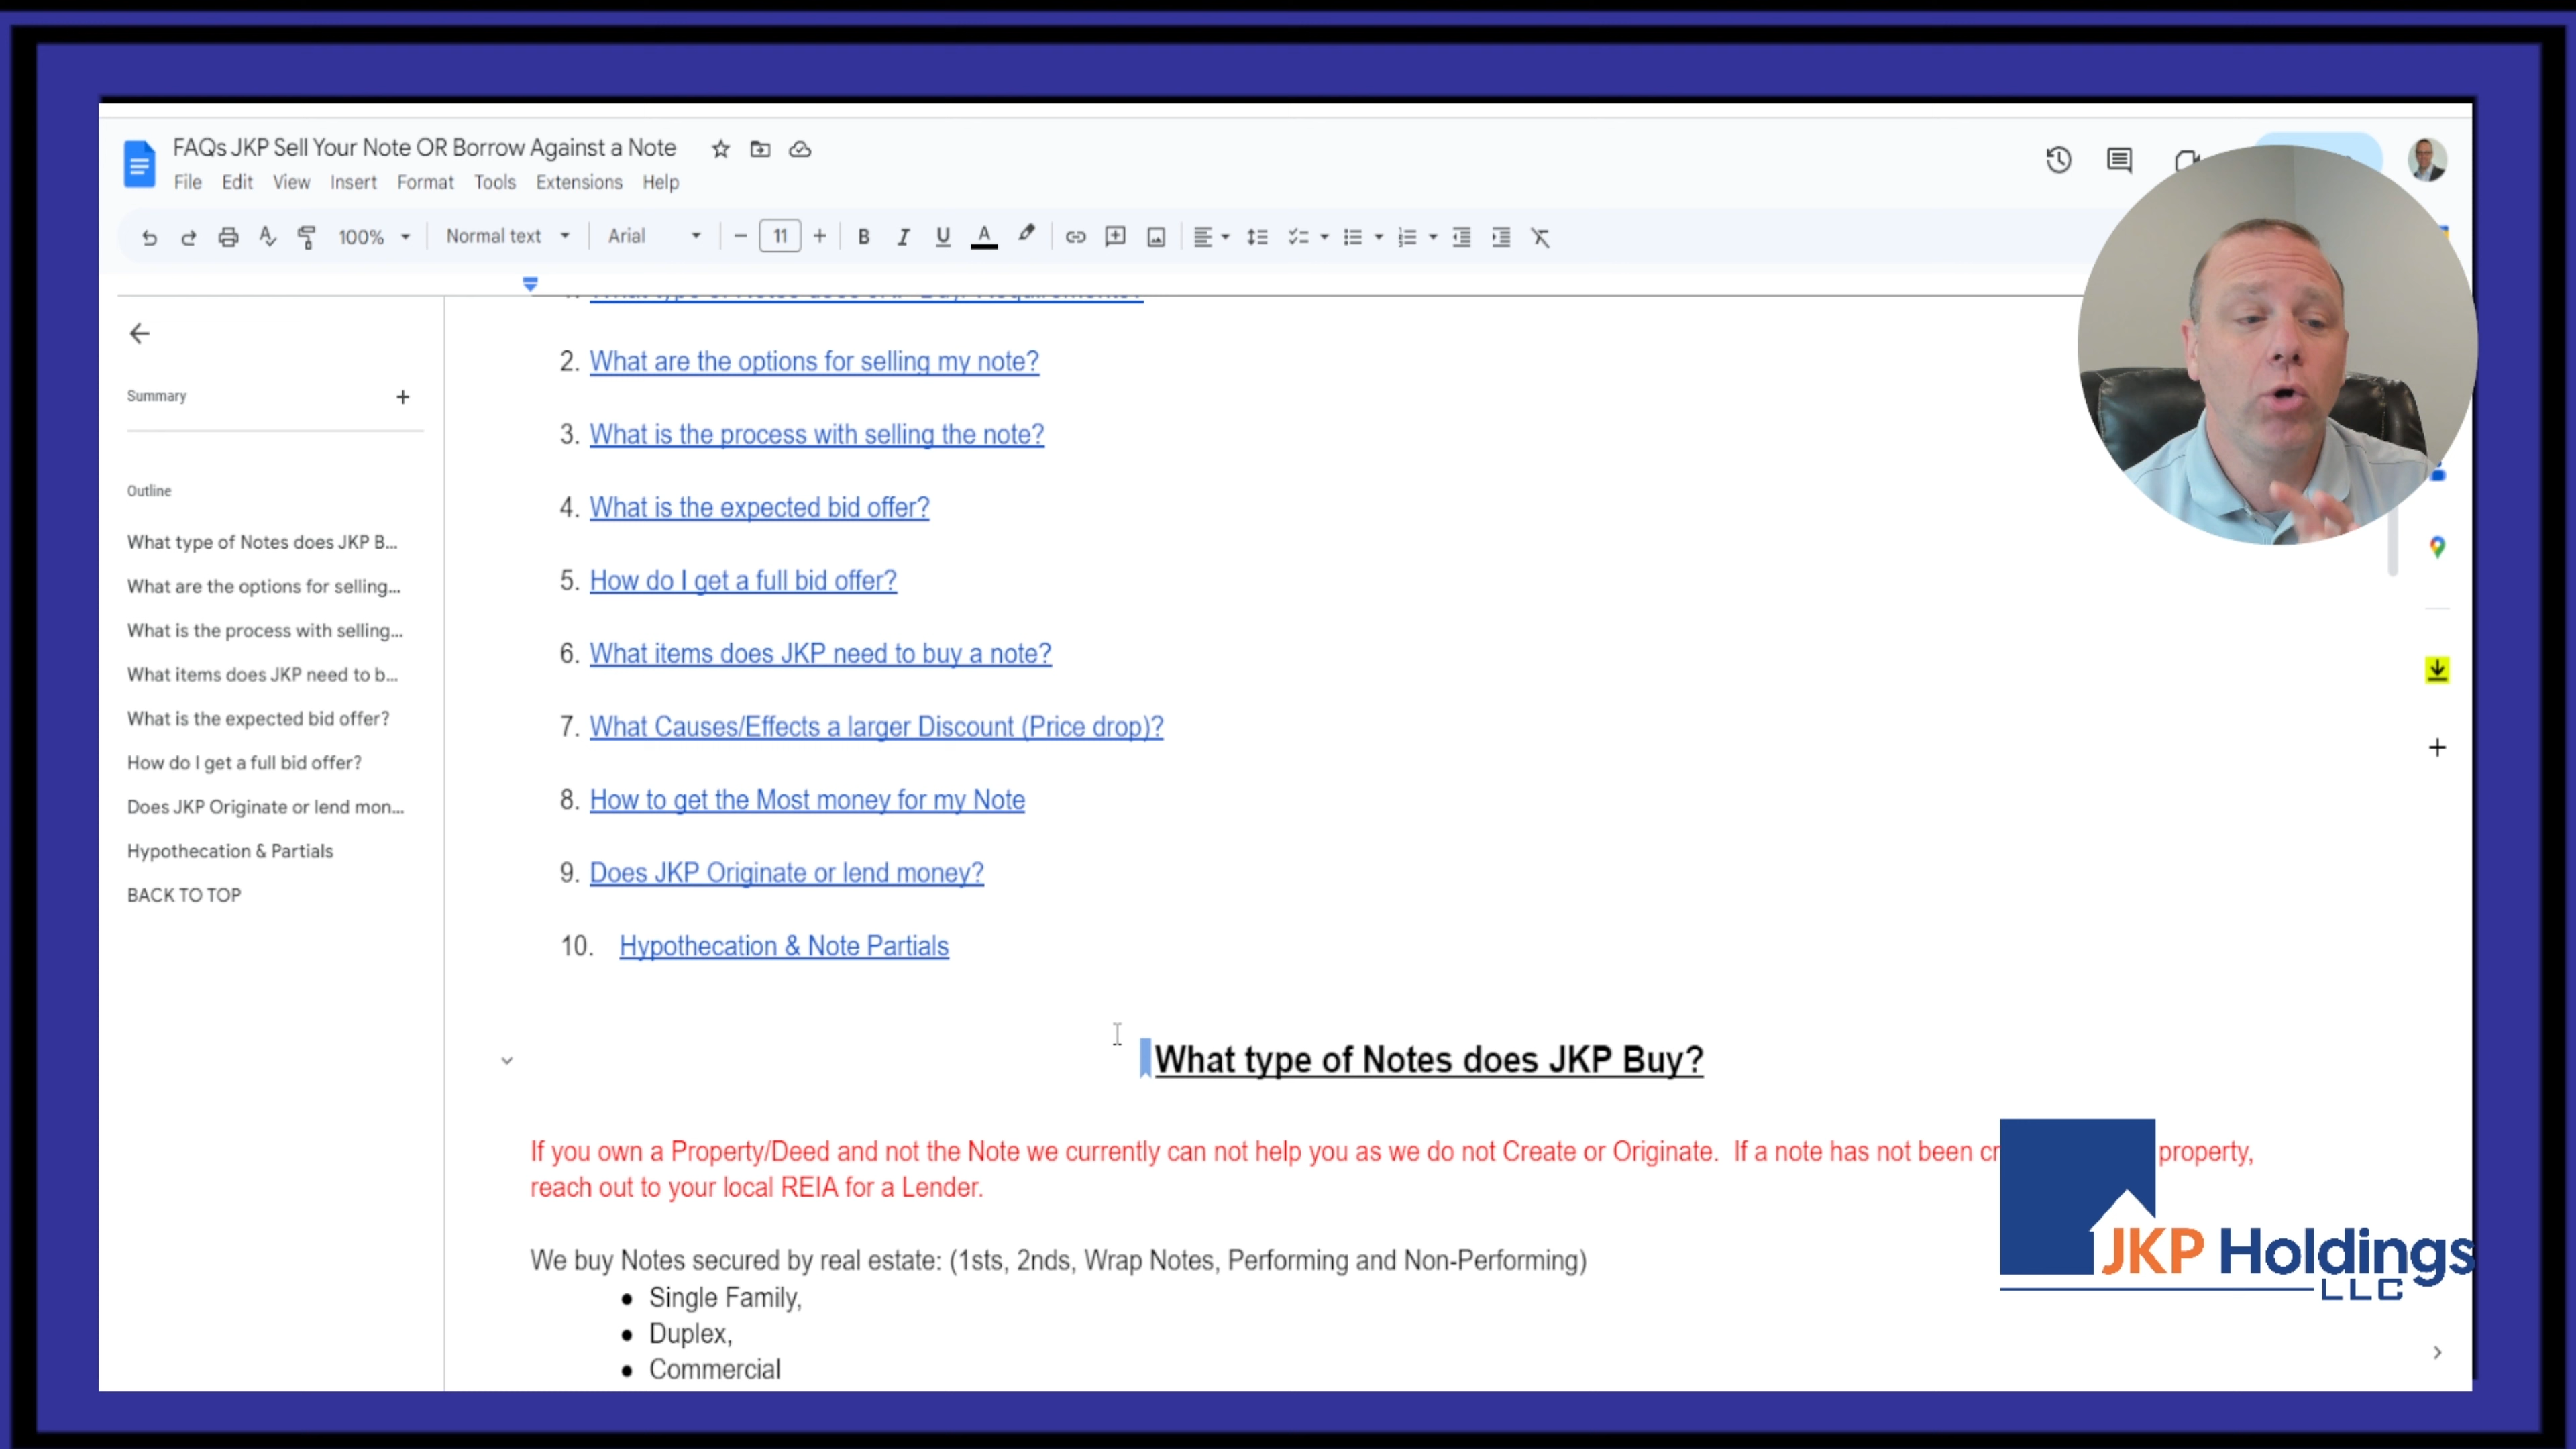 FAQs JKP Sell Your Note OR Borrow Against a Note
File Edit View Insert Format Tools Extensions Help
100% Normal text Arial 11 B I U A
Summary
Outline
What type of Notes does JKP B...
What are the options for selling...
What is the process with selling...
What items does JKP need to b...
What is the expected bid offer?
How do I get a full bid offer?
Does JKP Originate or lend mon...
Hypothecation & Partials
BACK TO TOP
2. What are the options for selling my note?
3. What is the process with selling the note?
4. What is the expected bid offer?
5. How do I get a full bid offer?
6. What items does JKP need to buy a note?
7. What Causes/Effects a larger Discount (Price drop)?
8. How to get the Most money for my Note
9. Does JKP Originate or lend money?
10. Hypothecation & Note Partials
What type of Notes does JKP Buy?
If you own a Property/Deed and not the Note we currently can not help you as we do not Create or Originate. If a note has not been property,
reach out to your local REIA for a Lender.
We buy Notes secured by real estate: (1sts, 2nds, Wrap Notes, Performing and Non-Performing)
● Single Family,
● Duplex,
● Commercial
JKP Holdings
LLC